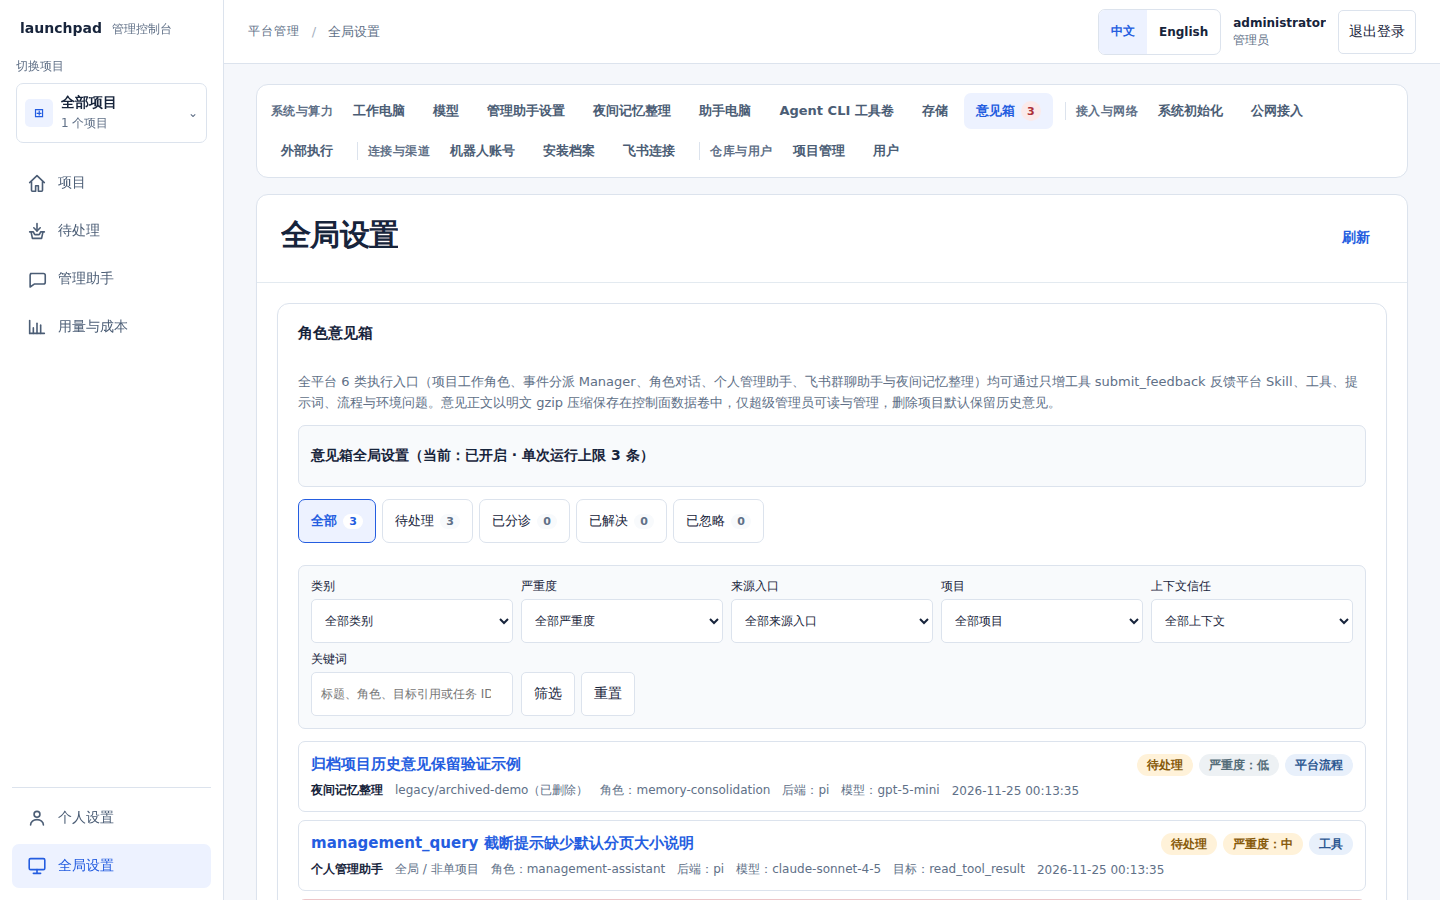 launchpad 管理控制台
切换项目
全部项目
1 个项目
项目
待处理
管理助手
用量与成本
个人设置
全局设置
平台管理 / 全局设置
中文 English
administrator
管理员
退出登录
系统与算力 工作电脑 模型 管理助手设置 夜间记忆整理 助手电脑 Agent CLI 工具卷 存储 意见箱 3 接入与网络 系统初始化 公网接入
外部执行 连接与渠道 机器人账号 安装档案 飞书连接 仓库与用户 项目管理 用户
全局设置
刷新
角色意见箱
全平台 6 类执行入口（项目工作角色、事件分派 Manager、角色对话、个人管理助手、飞书群聊助手与夜间记忆整理）均可通过只增工具 submit_feedback 反馈平台 Skill、工具、提
示词、流程与环境问题。意见正文以明文 gzip 压缩保存在控制面数据卷中，仅超级管理员可读与管理，删除项目默认保留历史意见。
意见箱全局设置（当前：已开启 · 单次运行上限 3 条）
全部 3 待处理 3 已分诊 0 已解决 0 已忽略 0
类别 严重度 来源入口 项目 上下文信任
全部类别 全部严重度 全部来源入口 全部项目 全部上下文
关键词
标题、角色、目标引用或任务 ID 筛选 重置
归档项目历史意见保留验证示例 待处理 严重度：低 平台流程
夜间记忆整理 legacy/archived-demo（已删除） 角色：memory-consolidation 后端：pi 模型：gpt-5-mini 2026-11-25 00:13:35
management_query 截断提示缺少默认分页大小说明 待处理 严重度：中 工具
个人管理助手 全局 / 非单项目 角色：management-assistant 后端：pi 模型：claude-sonnet-4-5 目标：read_tool_result 2026-11-25 00:13:35